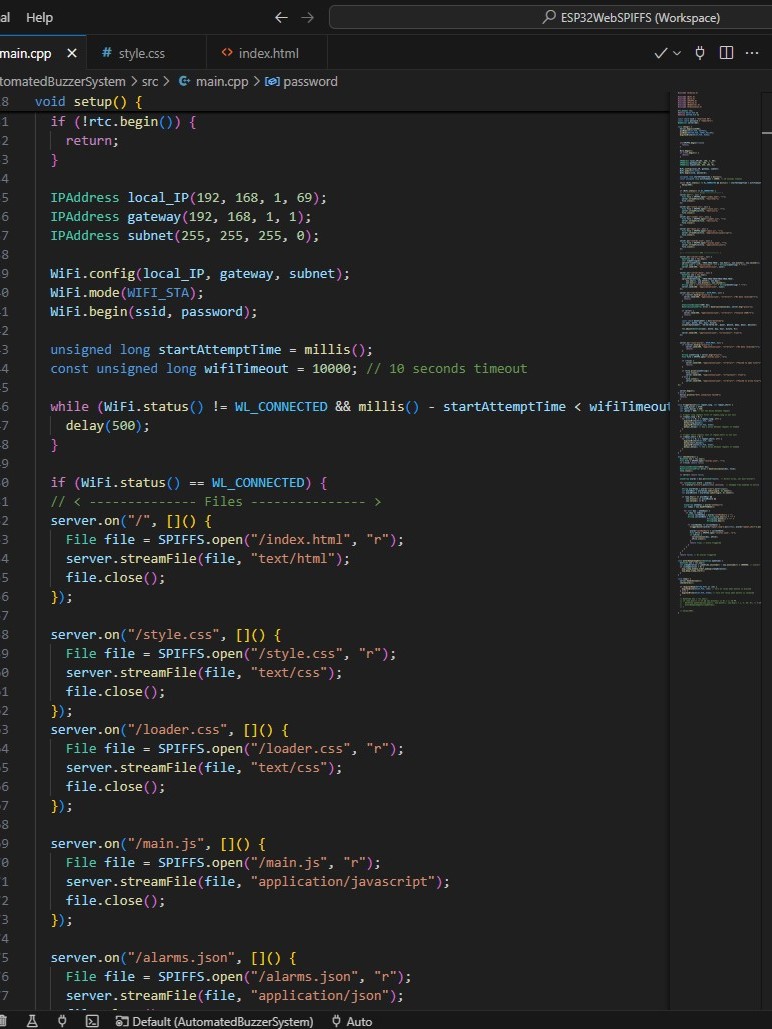 al Help ← → ESP32WebSPIFFS (Workspace)
main.cpp × # style.css <> index.html
tomatedBuzzerSystem > src > main.cpp > password
8 void setup() {
1 if (!rtc.begin()) {
2 return;
3 }
4
5 IPAddress local_IP(192, 168, 1, 69);
6 IPAddress gateway(192, 168, 1, 1);
7 IPAddress subnet(255, 255, 255, 0);
8
9 WiFi.config(local_IP, gateway, subnet);
0 WiFi.mode(WIFI_STA);
1 WiFi.begin(ssid, password);
2
3 unsigned long startAttemptTime = millis();
4 const unsigned long wifiTimeout = 10000; // 10 seconds timeout
5
6 while (WiFi.status() != WL_CONNECTED && millis() - startAttemptTime < wifiTimeout
7 delay(500);
8 }
9
0 if (WiFi.status() == WL_CONNECTED) {
1 // < -------------- Files --------------- >
2 server.on("/", []() {
3 File file = SPIFFS.open("/index.html", "r");
4 server.streamFile(file, "text/html");
5 file.close();
6 });
7
8 server.on("/style.css", []() {
9 File file = SPIFFS.open("/style.css", "r");
0 server.streamFile(file, "text/css");
1 file.close();
2 });
3 server.on("/loader.css", []() {
4 File file = SPIFFS.open("/loader.css", "r");
5 server.streamFile(file, "text/css");
6 file.close();
7 });
8
9 server.on("/main.js", []() {
0 File file = SPIFFS.open("/main.js", "r");
1 server.streamFile(file, "application/javascript");
2 file.close();
3 });
4
5 server.on("/alarms.json", []() {
6 File file = SPIFFS.open("/alarms.json", "r");
7 server.streamFile(file, "application/json");
Default (AutomatedBuzzerSystem) Auto